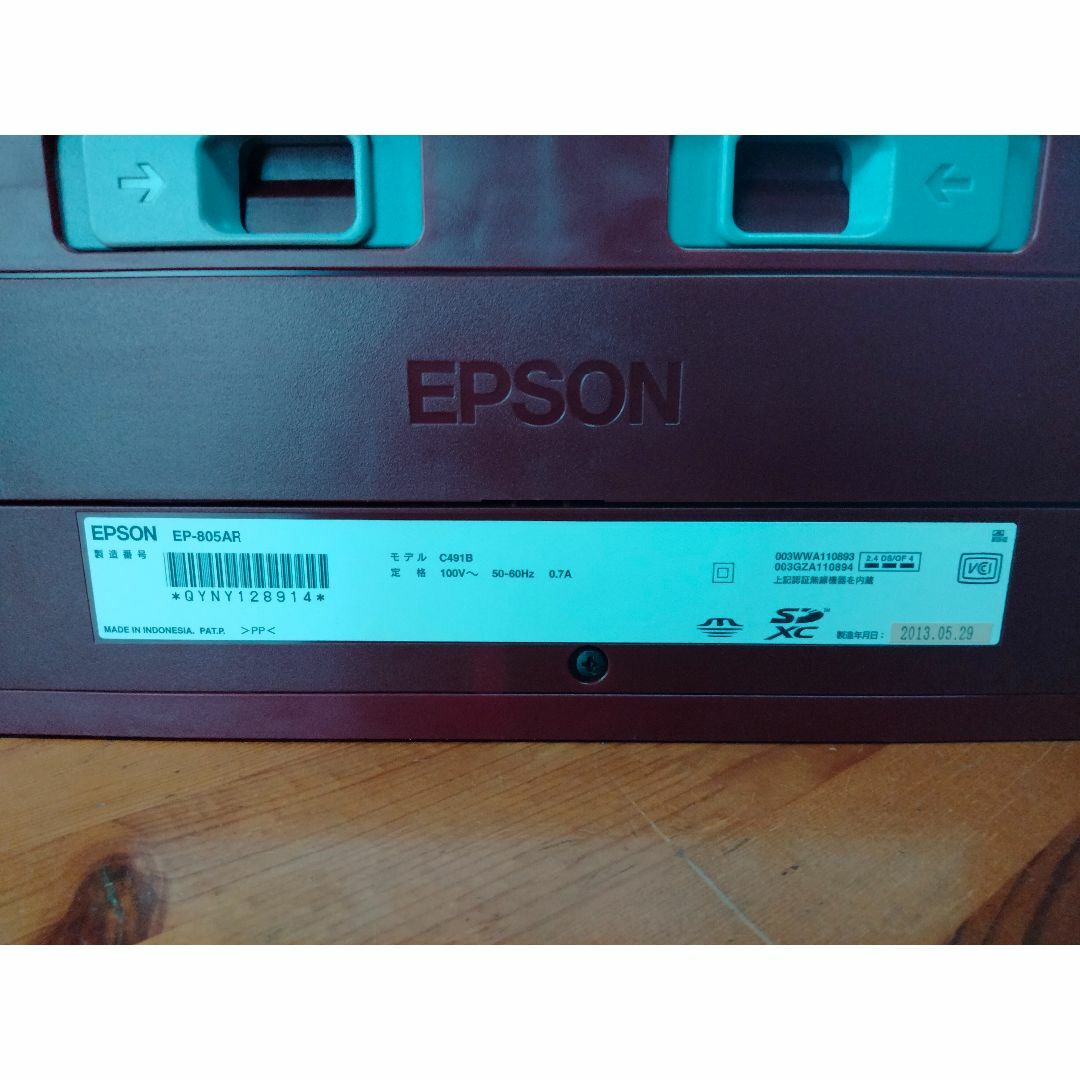 EPSON
EPSON EP-805AR
製造番号
*QYNY128914*
MADE IN INDONESIA. PAT.P. >PP<
モデル C491B
定格 100V～ 50-60Hz 0.7A
003WWA110893
003GZA110894
2.4 DS/OF 4
上記認証無線機器を内蔵
VCI
SD XC TM
製造年月日： 2013.05.29